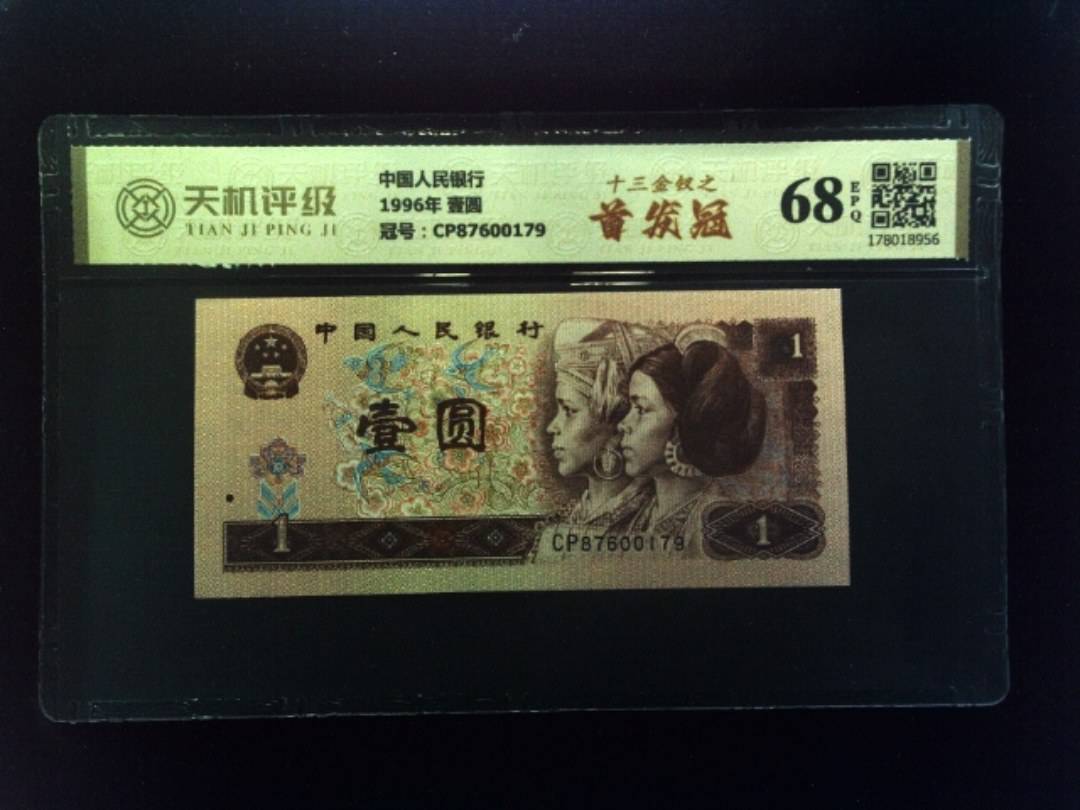 天机评级
TIAN JI PING JI
中国人民银行
1996年 壹圆
冠号：CP87600179
十三金钗之
首发冠
68
EPQ
178018956
中国人民银行
壹圆
1
1
1
CP87600179